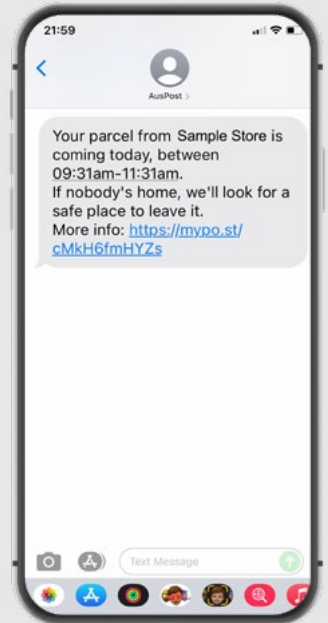 21:59
AusPost >
Your parcel from Sample Store is
coming today, between
09:31am-11:31am.
If nobody's home, we'll look for a
safe place to leave it.
More info: https://mypo.st/
cMkH6fmHYZs
Text Message